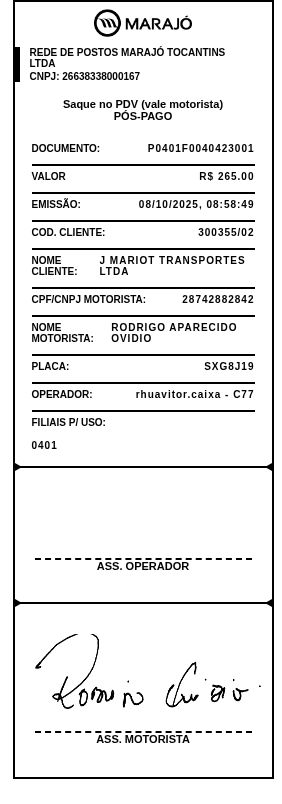 MARAJÓ
REDE DE POSTOS MARAJÓ TOCANTINS
LTDA
CNPJ: 26638338000167
Saque no PDV (vale motorista)
PÓS-PAGO
DOCUMENTO: P0401F0040423001
VALOR R$ 265.00
EMISSÃO: 08/10/2025, 08:58:49
COD. CLIENTE: 300355/02
NOME CLIENTE: J MARIOT TRANSPORTES
LTDA
CPF/CNPJ MOTORISTA: 28742882842
NOME MOTORISTA: RODRIGO APARECIDO
OVIDIO
PLACA: SXG8J19
OPERADOR: rhuavitor.caixa - C77
FILIAIS P/ USO:
0401
ASS. OPERADOR
ASS. MOTORISTA